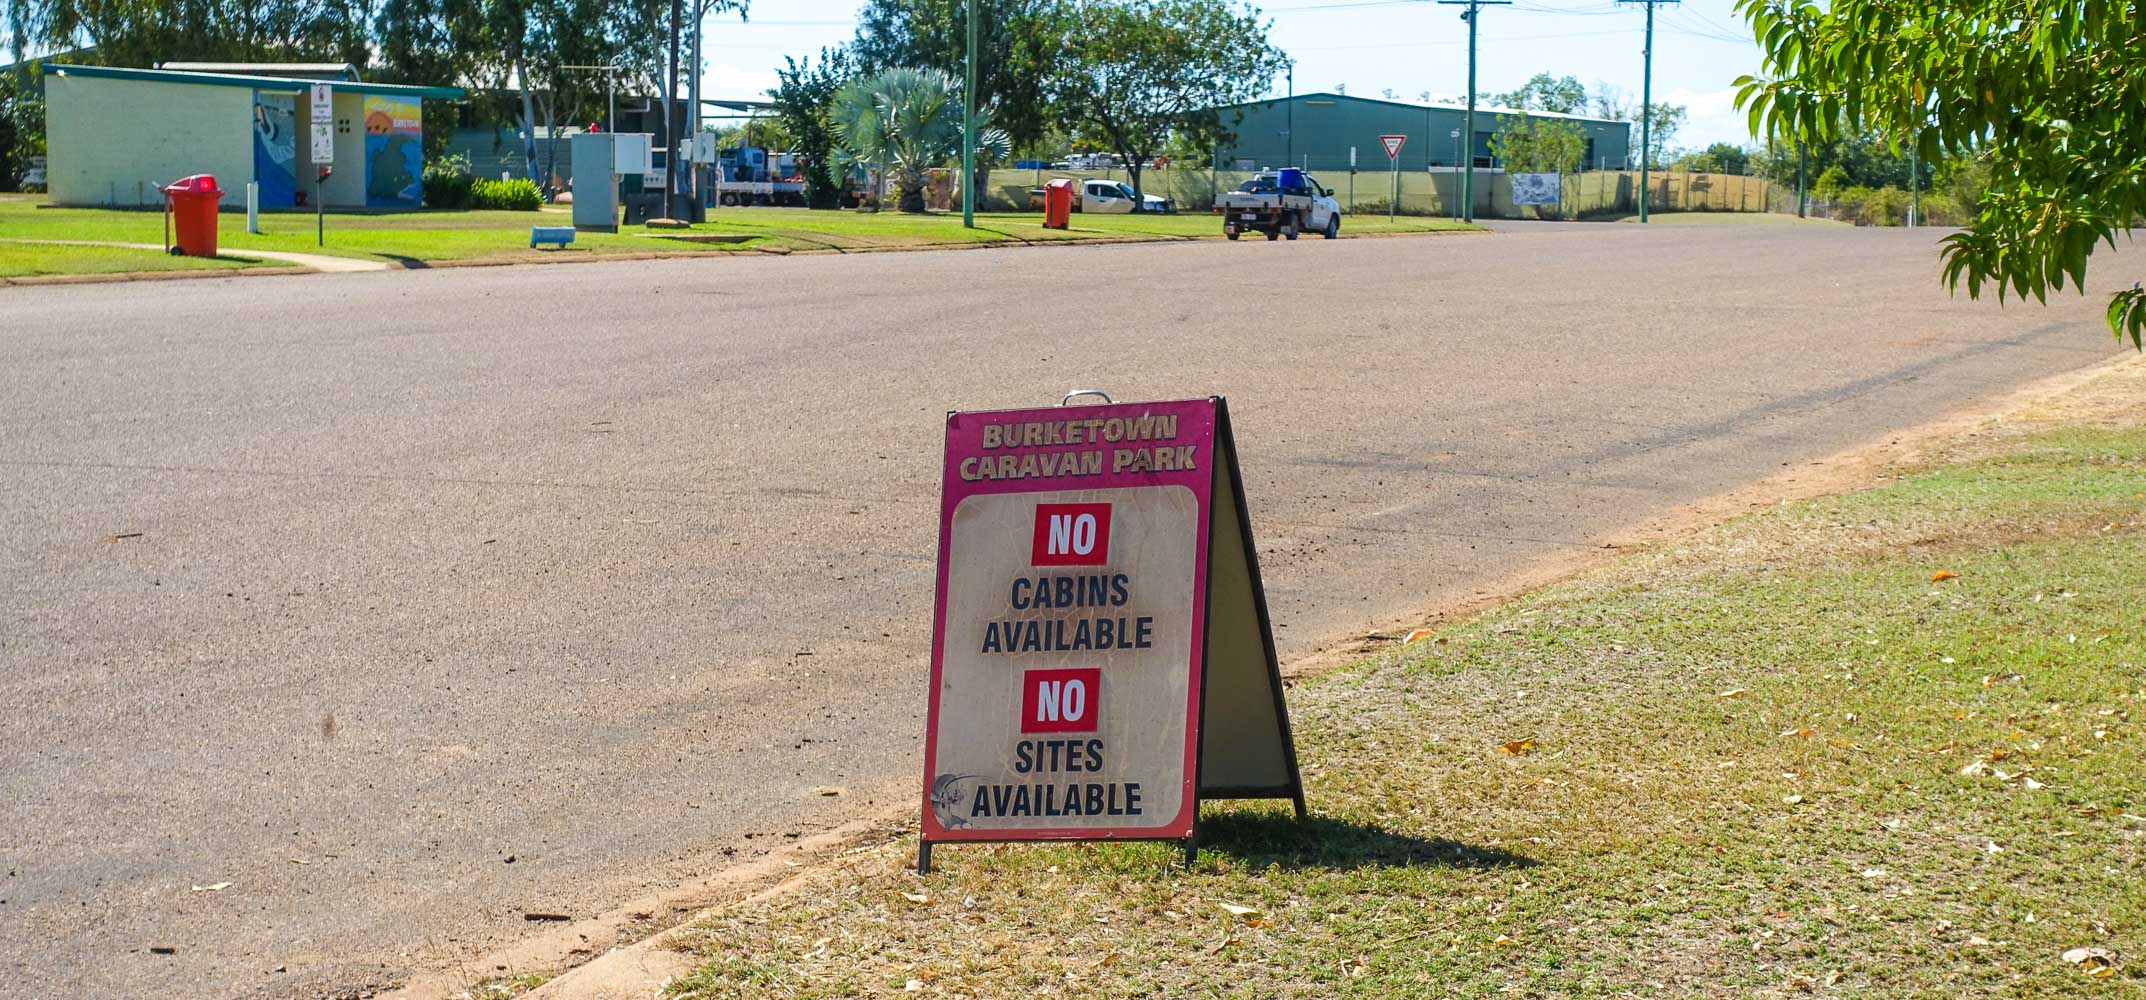 BURKETOWN
CARAVAN PARK
NO
CABINS
AVAILABLE
NO
SITES
AVAILABLE